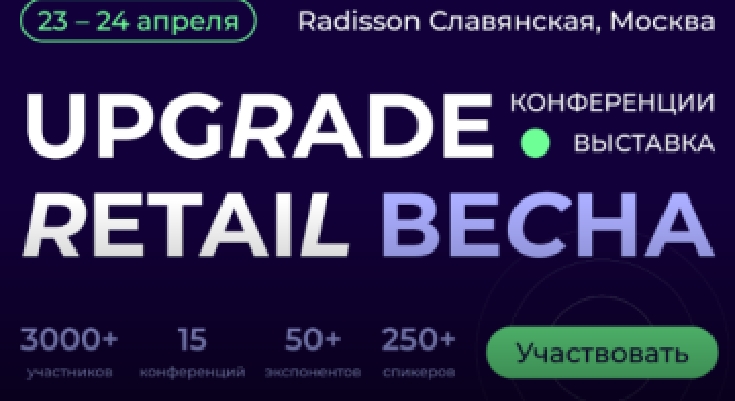 23 – 24 апреля Radisson Славянская, Москва
UPGRADE КОНФЕРЕНЦИИ
ВЫСТАВКА
RETAIL ВЕСНА
3000+ 15 50+ 250+
участников конференций экспонентов спикеров
Участвовать